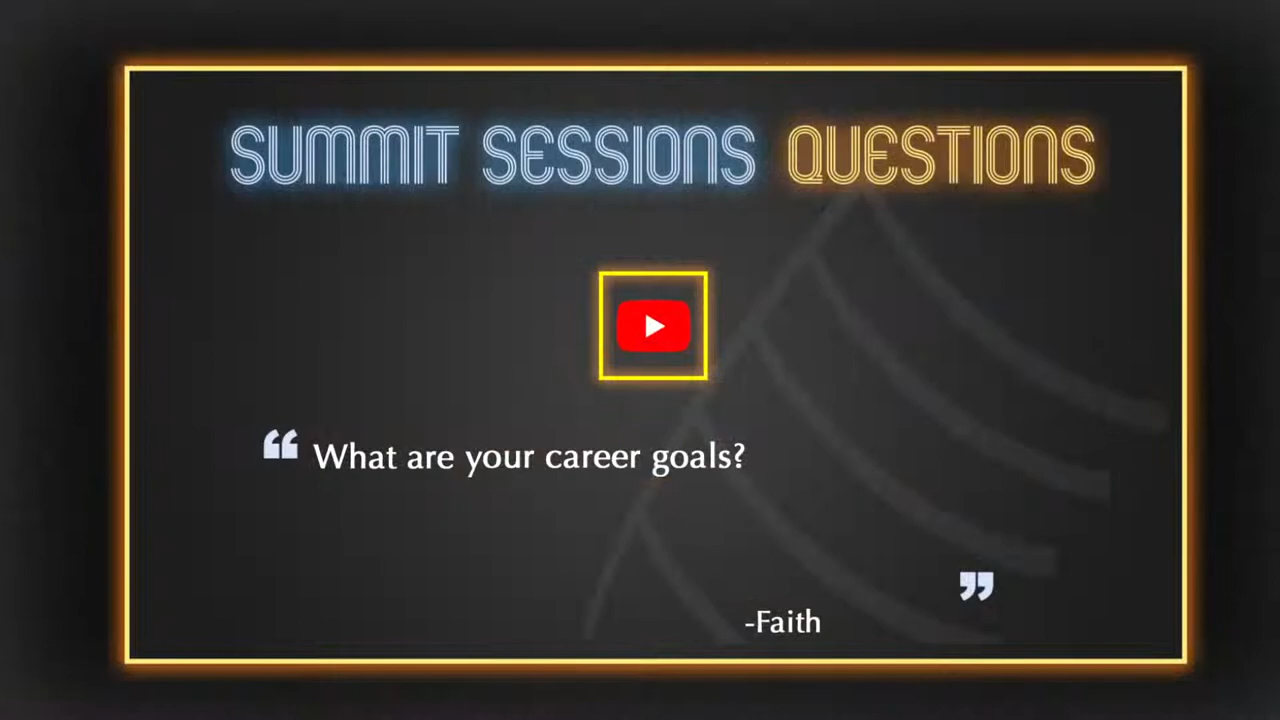 SUMMIT SESSIONS QUESTIONS
“ What are your career goals?
”
-Faith